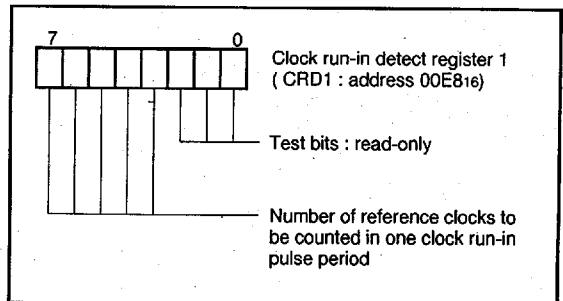 7 0
Clock run-in detect register 1
( CRD1 : address 00E816)
Test bits : read-only
Number of reference clocks to
be counted in one clock run-in
pulse period